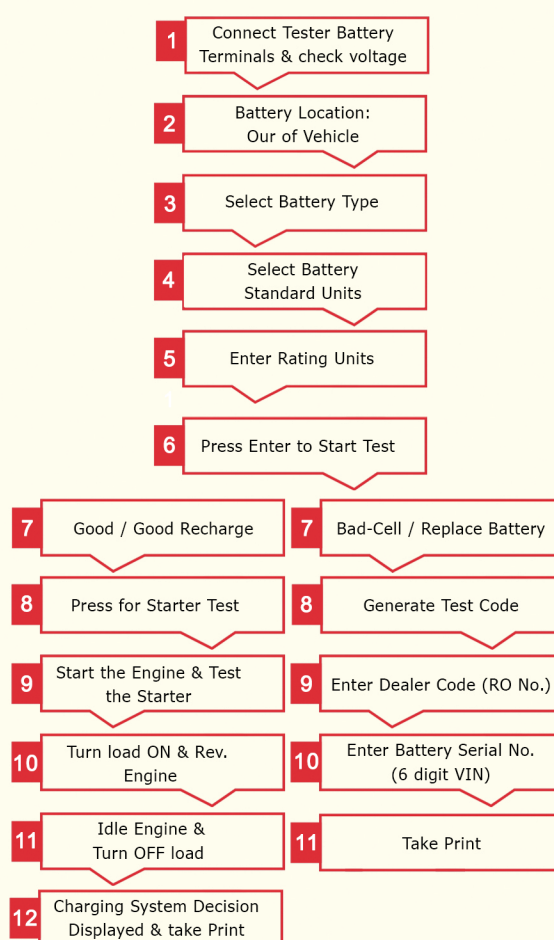 1
Connect Tester Battery
Terminals & check voltage
2
Battery Location:
Our of Vehicle
3
Select Battery Type
4
Select Battery
Standard Units
5
Enter Rating Units
6
Press Enter to Start Test
7
Good / Good Recharge
8
Press for Starter Test
9
Start the Engine & Test
the Starter
10
Turn load ON & Rev.
Engine
11
Idle Engine &
Turn OFF load
12
Charging System Decision
Displayed & take Print
7
Bad-Cell / Replace Battery
8
Generate Test Code
9
Enter Dealer Code (RO No.)
10
Enter Battery Serial No.
(6 digit VIN)
11
Take Print